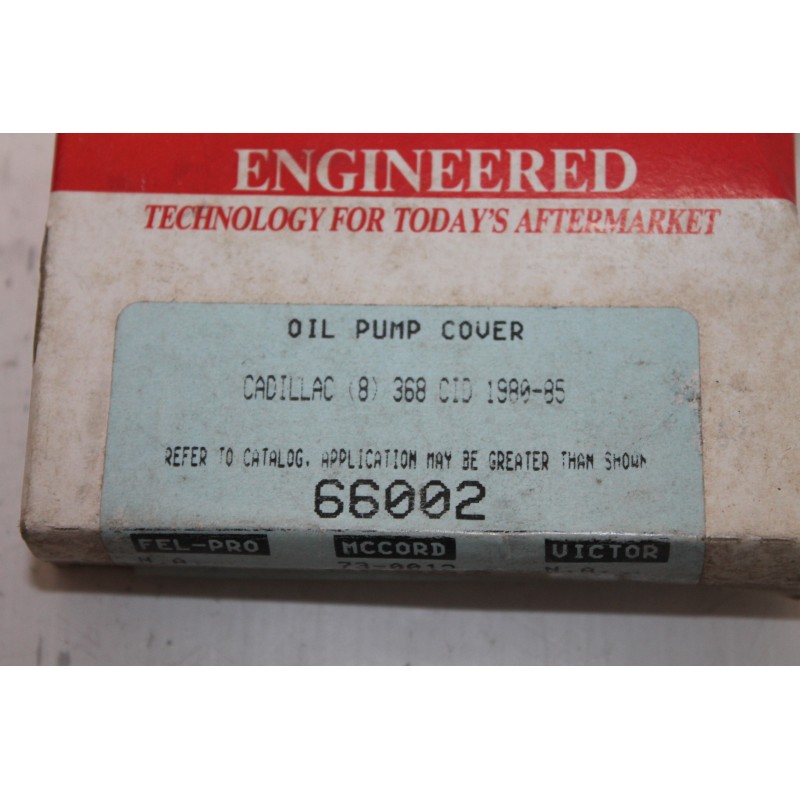 ENGINEERED
TECHNOLOGY FOR TODAY'S AFTERMARKET
OIL PUMP COVER
CADILLAC (8) 368 CID 1980-85
REFER TO CATALOG. APPLICATION MAY BE GREATER THAN SHOWN
66002
FEL-PRO MCCORD VICTOR
N.A. N.A.